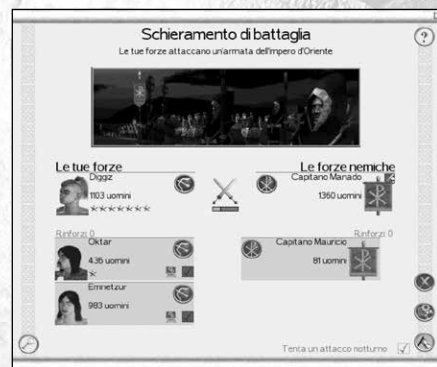 Schieramento di battaglia
Le tue forze attaccano un'armata dell'Impero d'Oriente
Le tue forze
Diggiz
1103 uomini
Rinforzi: 0
Oktar
436 uomini
Emnetzur
983 uomini
Le forze nemiche
Capitano Manado
1360 uomini
Rinforzi: 0
Capitano Mauricio
81 uomini
Tenta un attacco notturno